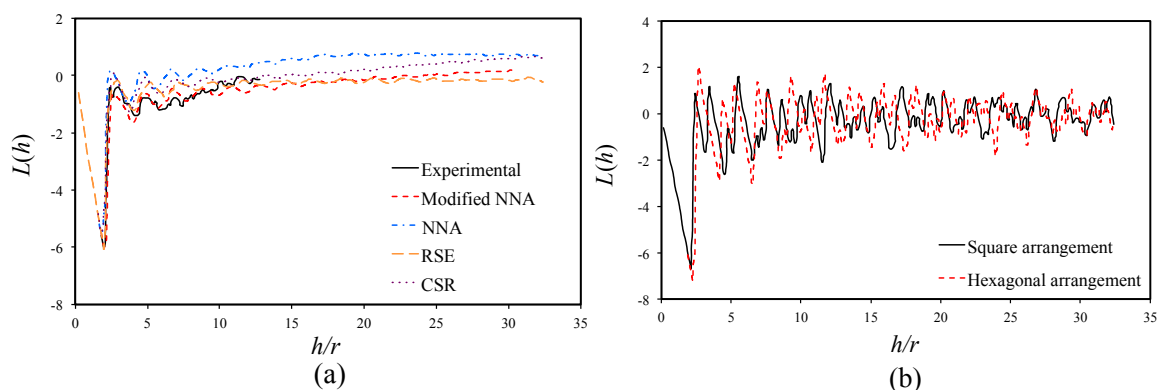 2
0
-2
-4
-6
-8
L(h)
0 5 10 15 20 25 30 35
h/r
Experimental
Modified NNA
NNA
RSE
CSR
(a)
4
2
0
-2
-4
-6
-8
L(h)
0 5 10 15 20 25 30 35
h/r
Square arrangement
Hexagonal arrangement
(b)